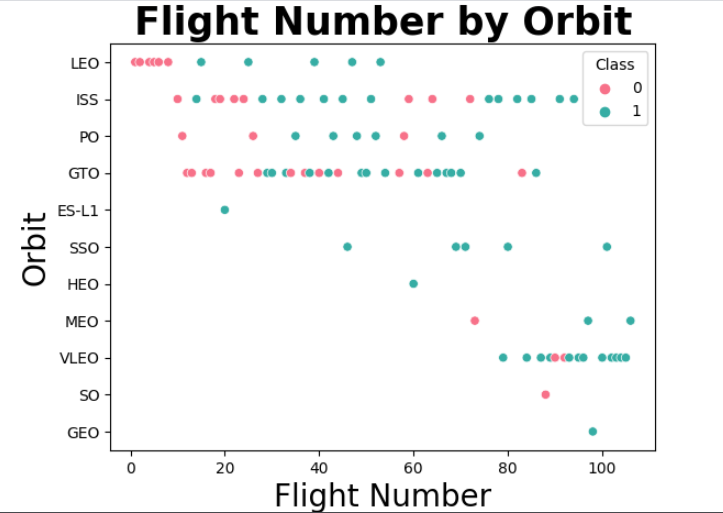 Flight Number by Orbit
Class
0
1
LEO
ISS
PO
GTO
ES-L1
SSO
HEO
MEO
VLEO
SO
GEO
Orbit
0 20 40 60 80 100
Flight Number